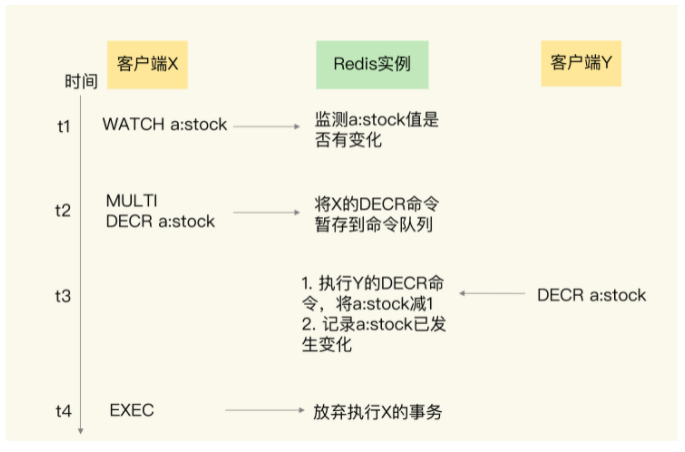 客户端X
Redis实例
客户端Y
时间
t1
WATCH a:stock
监测a:stock值是
否有变化
t2
MULTI
DECR a:stock
将X的DECR命令
暂存到命令队列
t3
1. 执行Y的DECR命
令，将a:stock减1
2. 记录a:stock已发
生变化
DECR a:stock
t4
EXEC
放弃执行X的事务